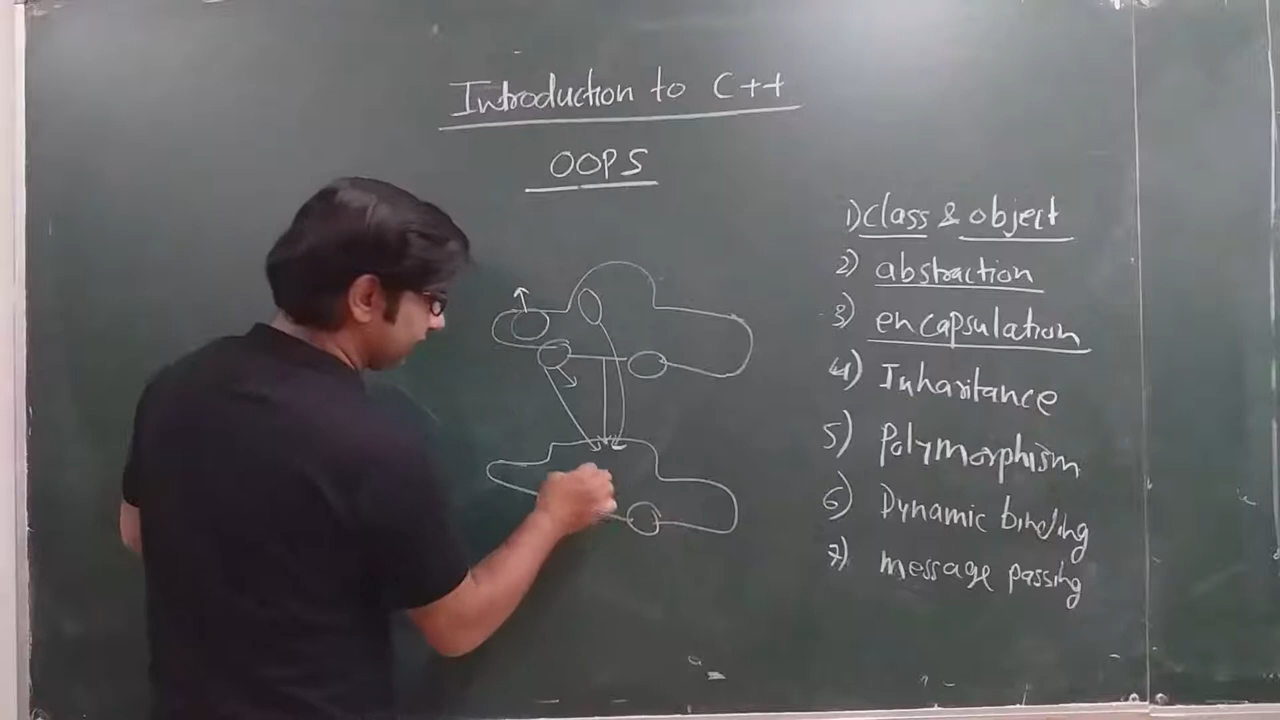 Introduction to C++
OOPS
1) class & object
2) abstraction
3) encapsulation
4) Inharitance
5) Polymorphism
6) Dynamic binding
7) message passing